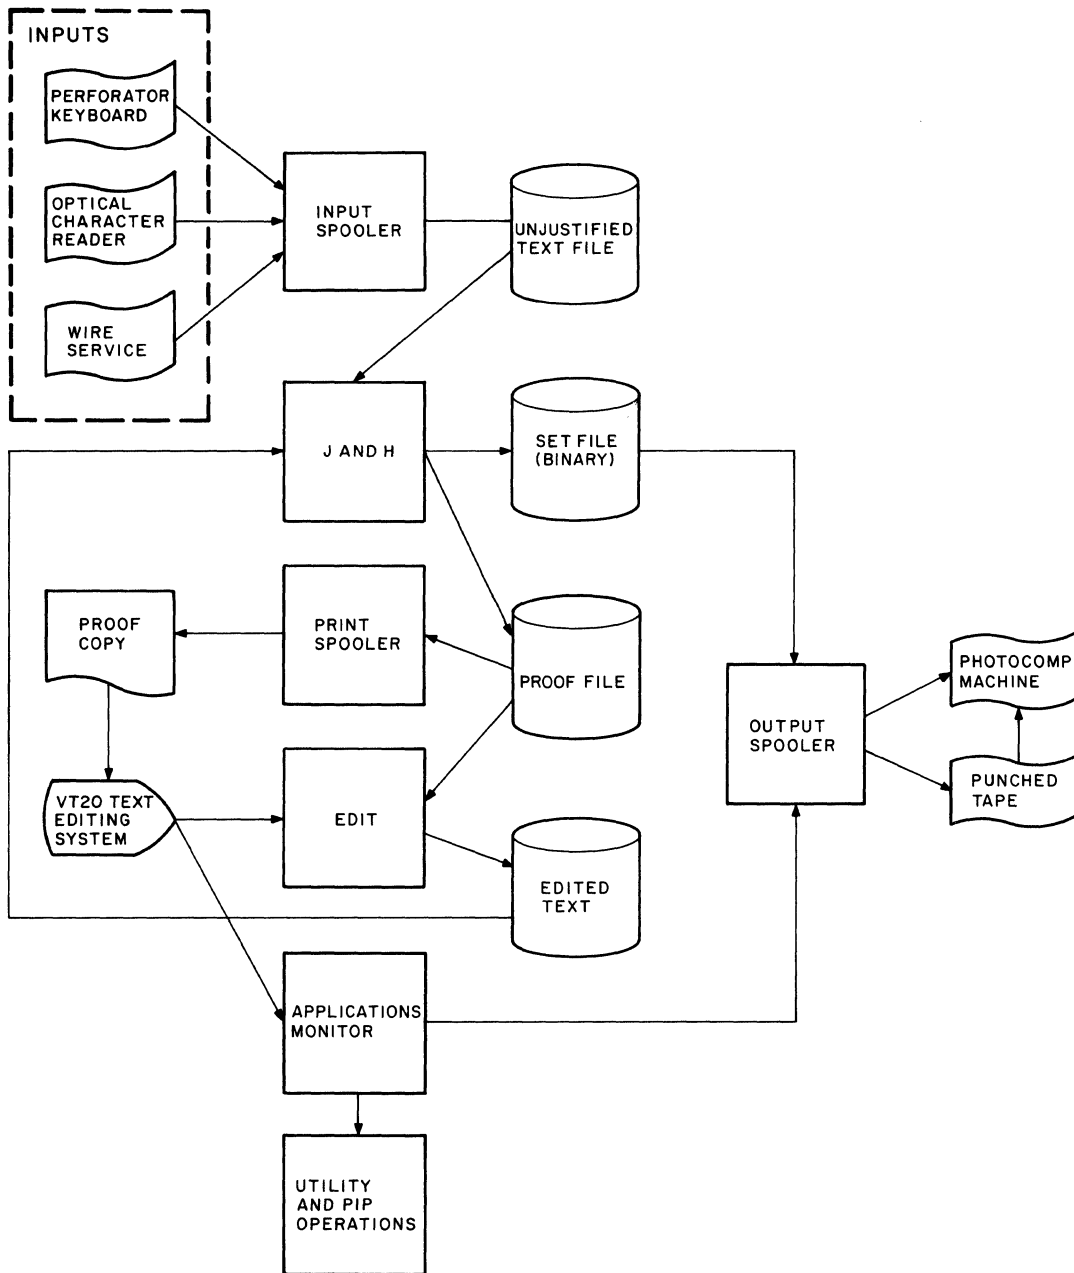 INPUTS
PERFORATOR
KEYBOARD
OPTICAL
CHARACTER
READER
WIRE
SERVICE
INPUT
SPOOLER
UNJUSTIFIED
TEXT FILE
J AND H
SET FILE
(BINARY)
PROOF
COPY
PRINT
SPOOLER
PROOF FILE
OUTPUT
SPOOLER
PHOTOCOMP
MACHINE
PUNCHED
TAPE
VT20 TEXT
EDITING
SYSTEM
EDIT
EDITED
TEXT
APPLICATIONS
MONITOR
UTILITY
AND PIP
OPERATIONS